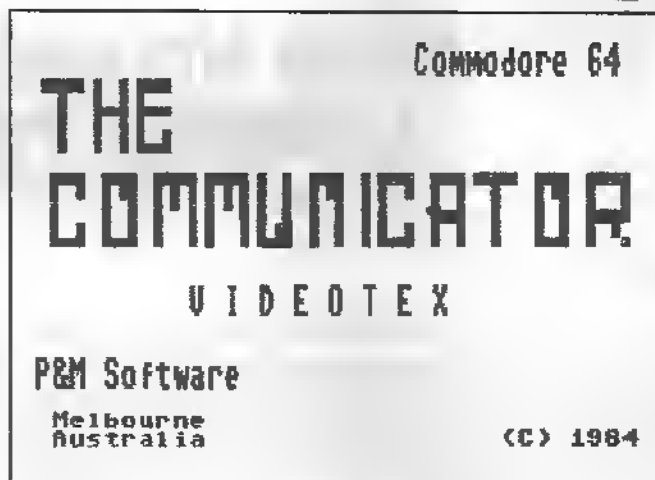 Commodore 64
THE
COMMUNICATOR.
VIDEOTEX
P&M Software
Melbourne
Australia
(C) 1984